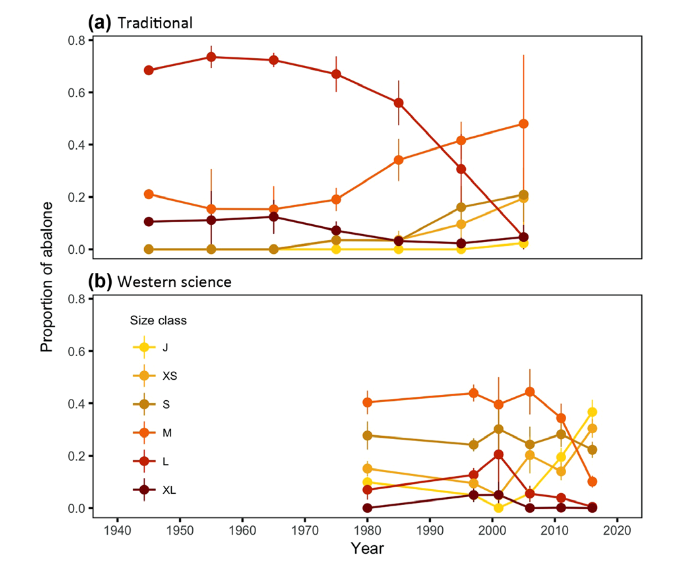 (a) Traditional
0.8
0.6
0.4
0.2
0.0
Proportion of abalone
(b) Western science
0.8
0.6
0.4
0.2
0.0
Size class
J
XS
S
M
L
XL
1940 1950 1960 1970 1980 1990 2000 2010 2020
Year